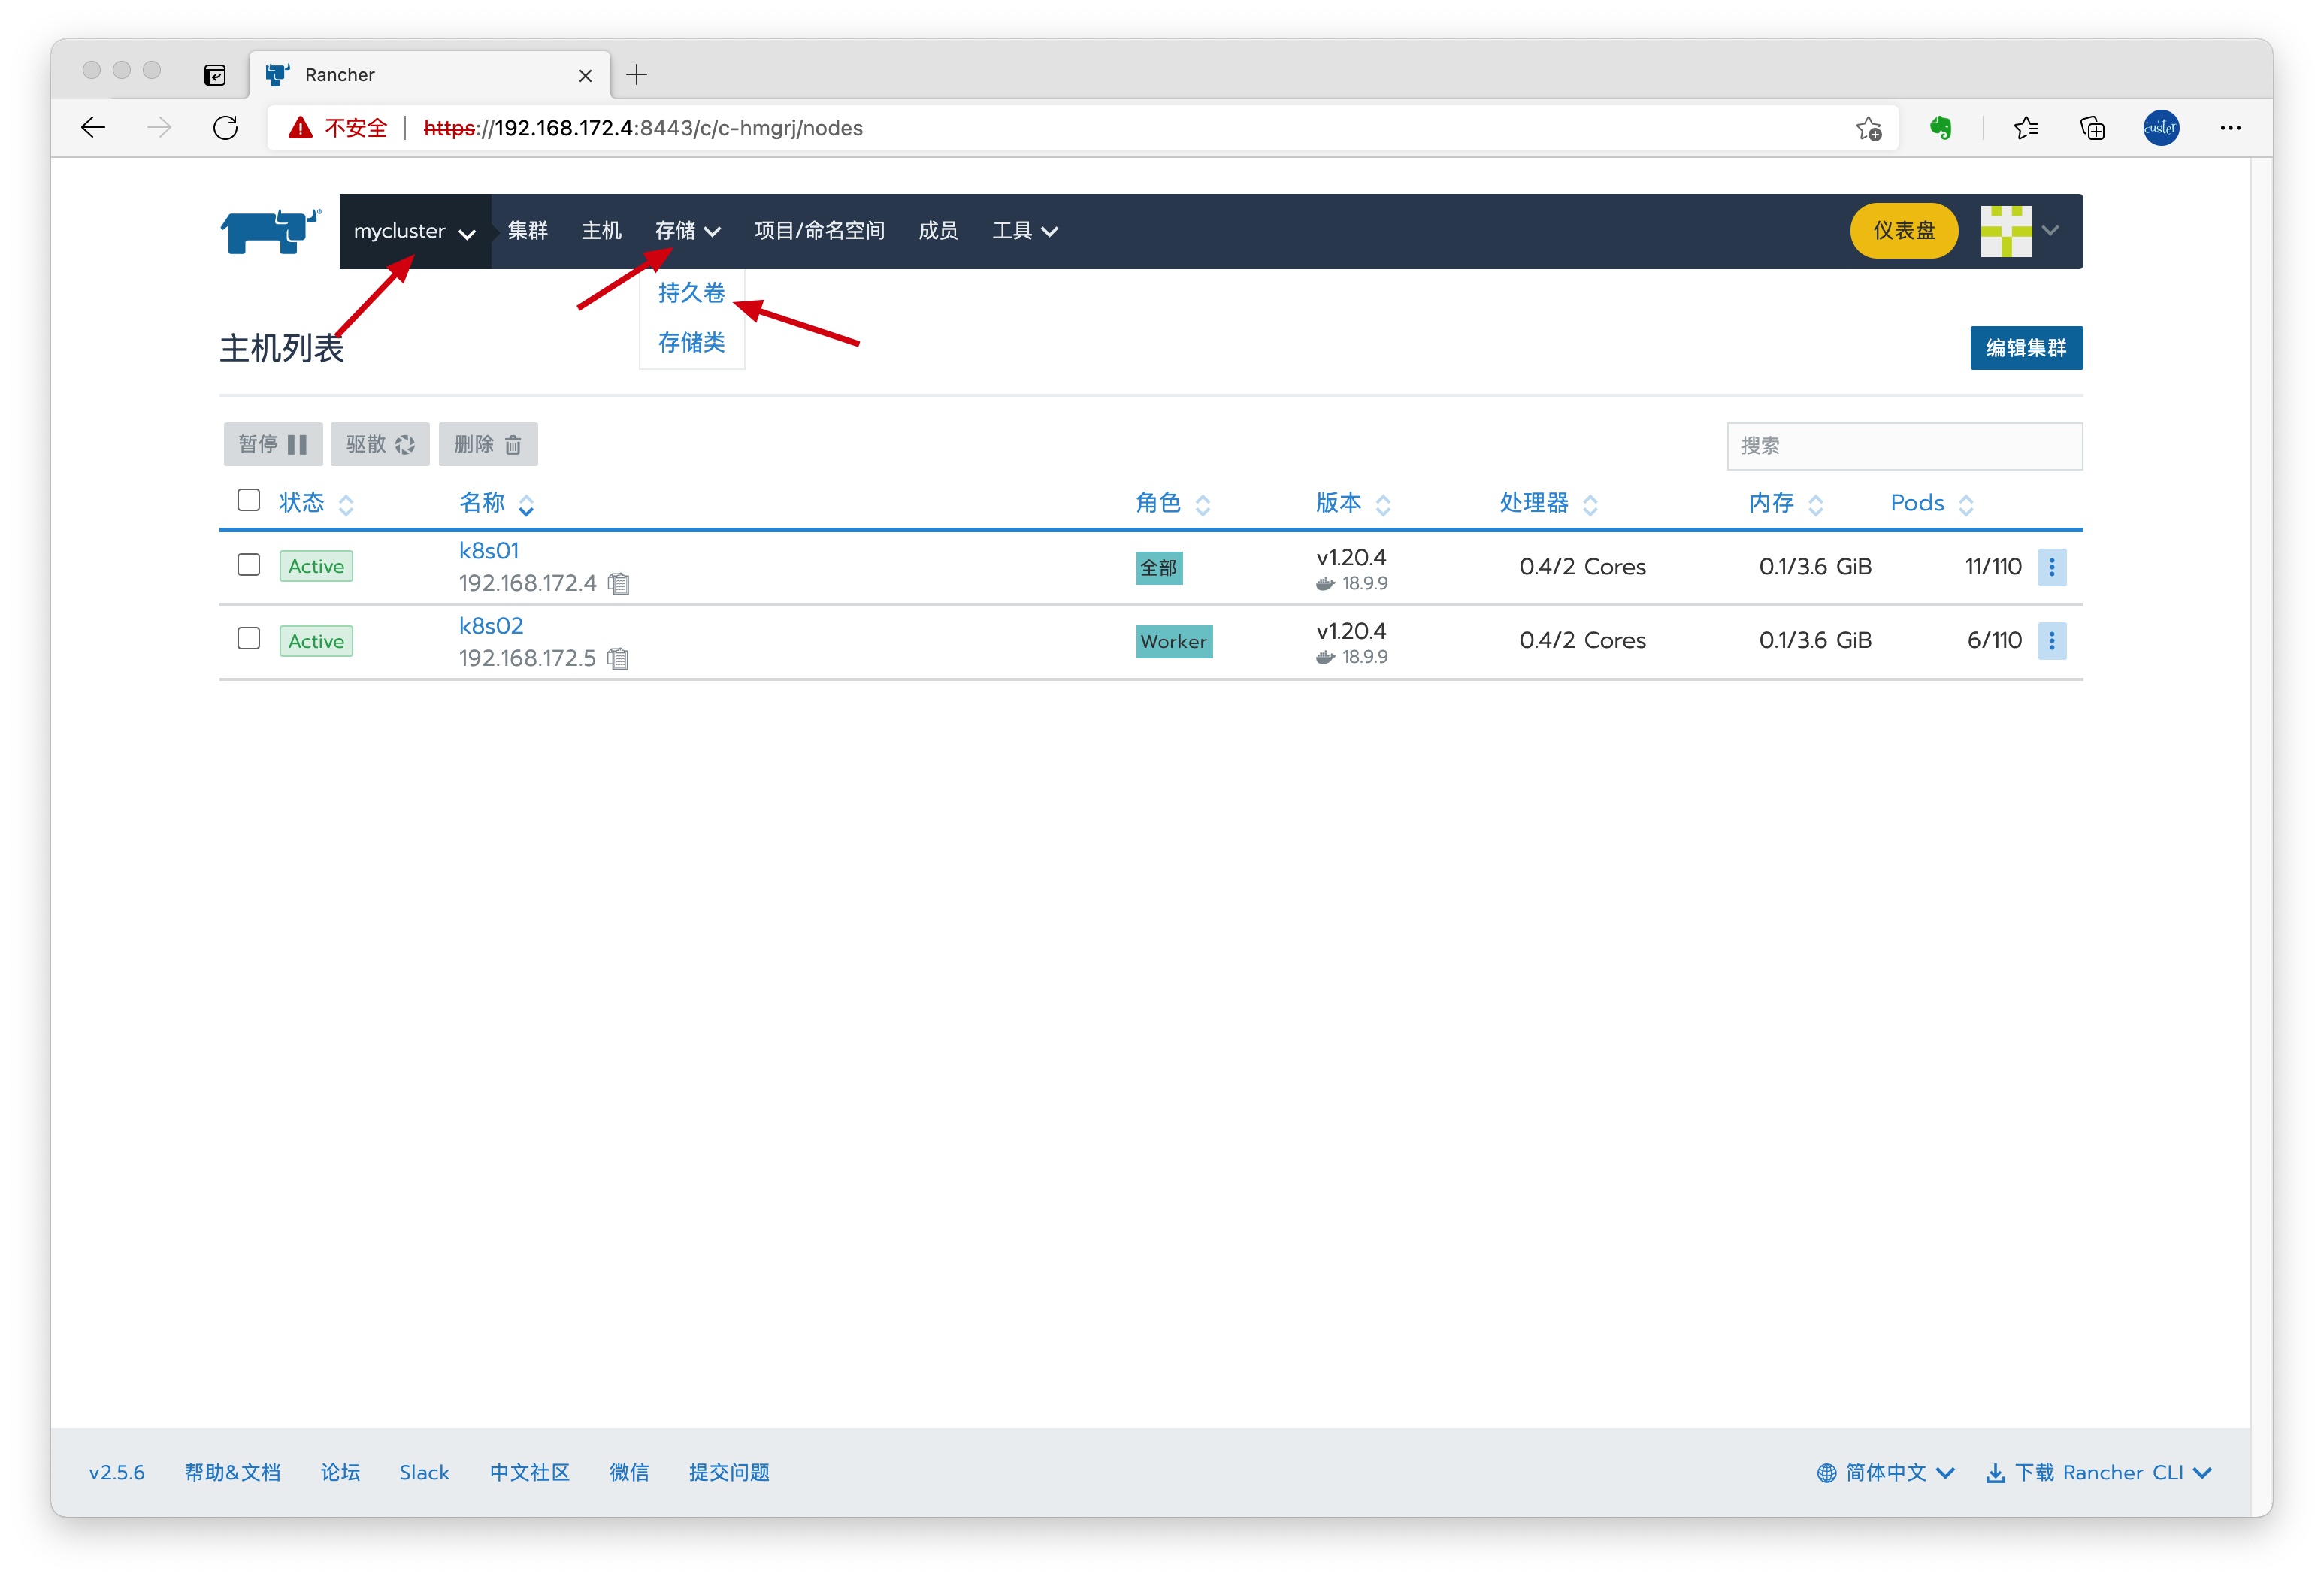 Rancher
不安全 https://192.168.172.4:8443/c/c-hmgrj/nodes
custer
mycluster 集群 主机 存储 项目/命名空间 成员 工具 仪表盘
持久卷
存储类
主机列表 编辑集群
暂停 驱散 删除 搜索
状态 名称 角色 版本 处理器 内存 Pods
Active k8s01 全部 v1.20.4 0.4/2 Cores 0.1/3.6 GiB 11/110
192.168.172.4 18.9.9
Active k8s02 Worker v1.20.4 0.4/2 Cores 0.1/3.6 GiB 6/110
192.168.172.5 18.9.9
v2.5.6 帮助&文档 论坛 Slack 中文社区 微信 提交问题 简体中文 下载 Rancher CLI